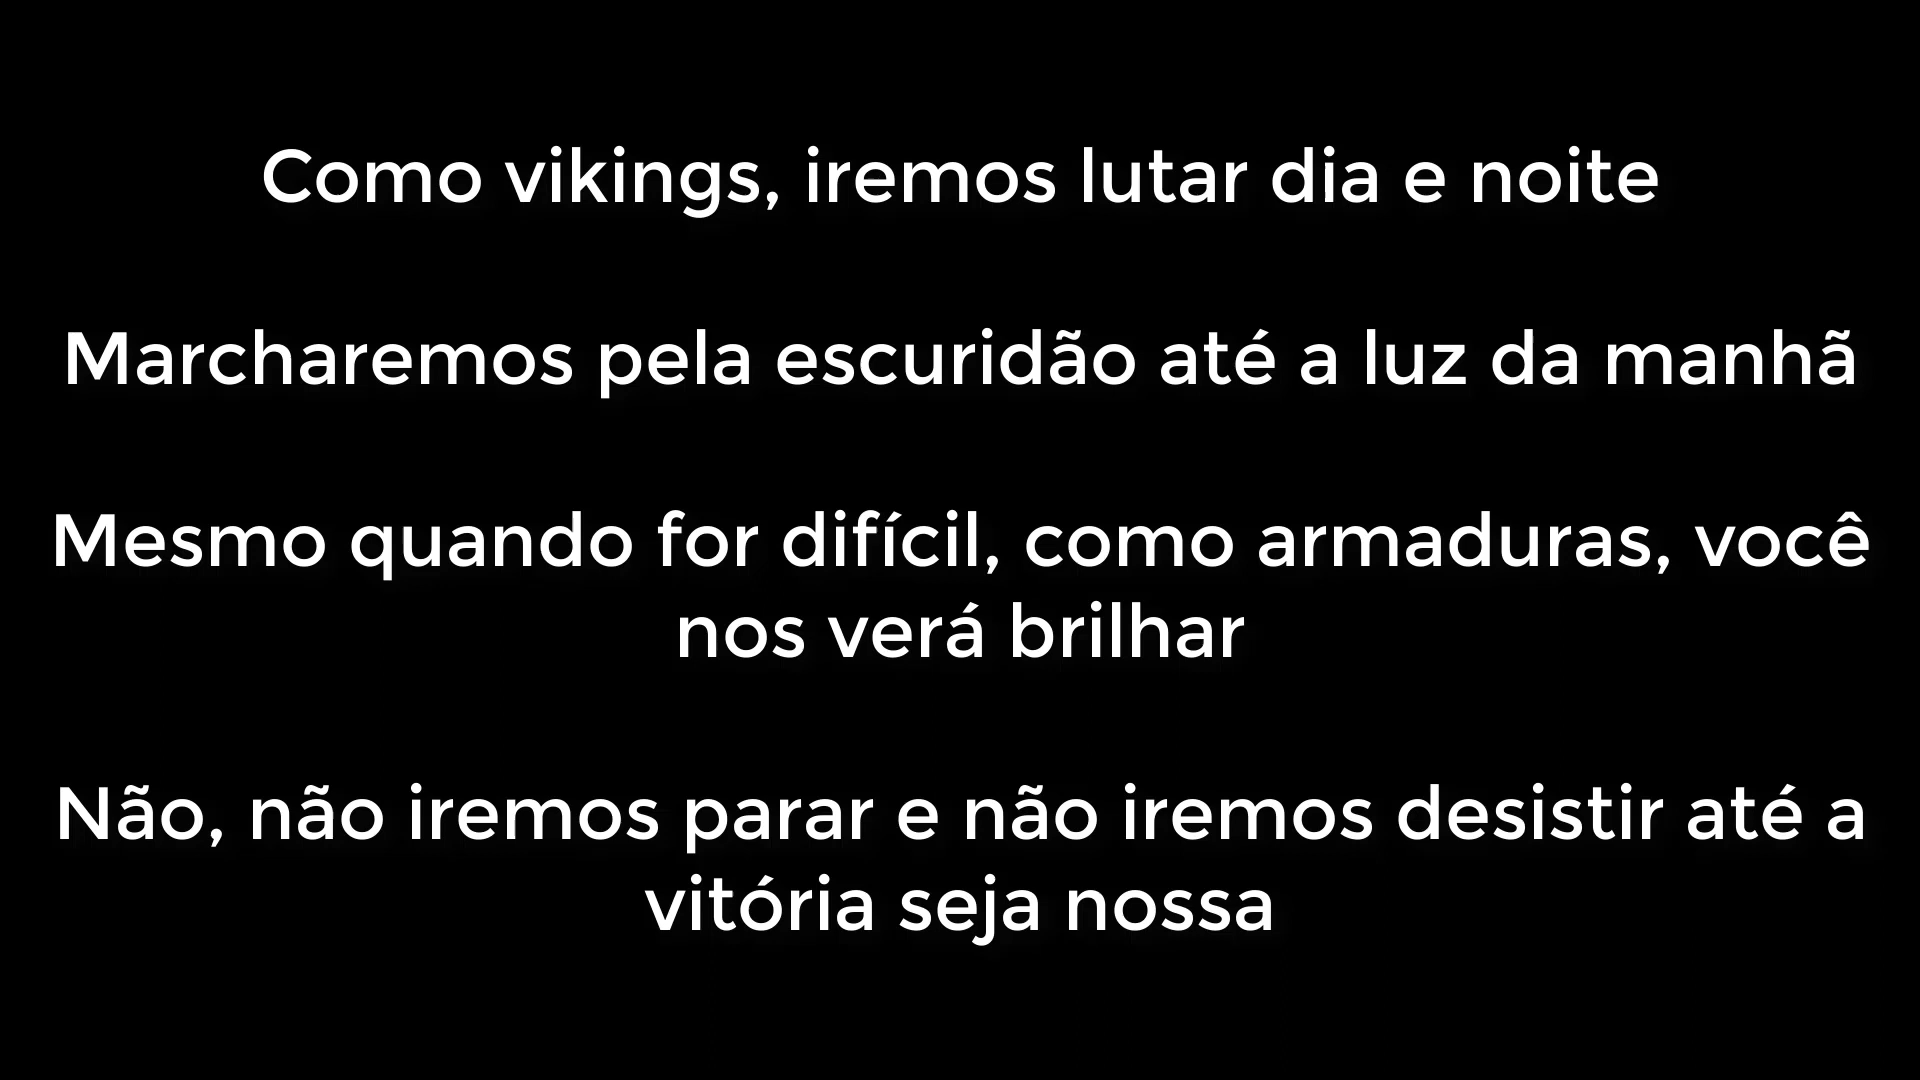 Como vikings, iremos lutar dia e noite
Marcharemos pela escuridão até a luz da manhã
Mesmo quando for difícil, como armaduras, você
nos verá brilhar
Não, não iremos parar e não iremos desistir até a
vitória seja nossa